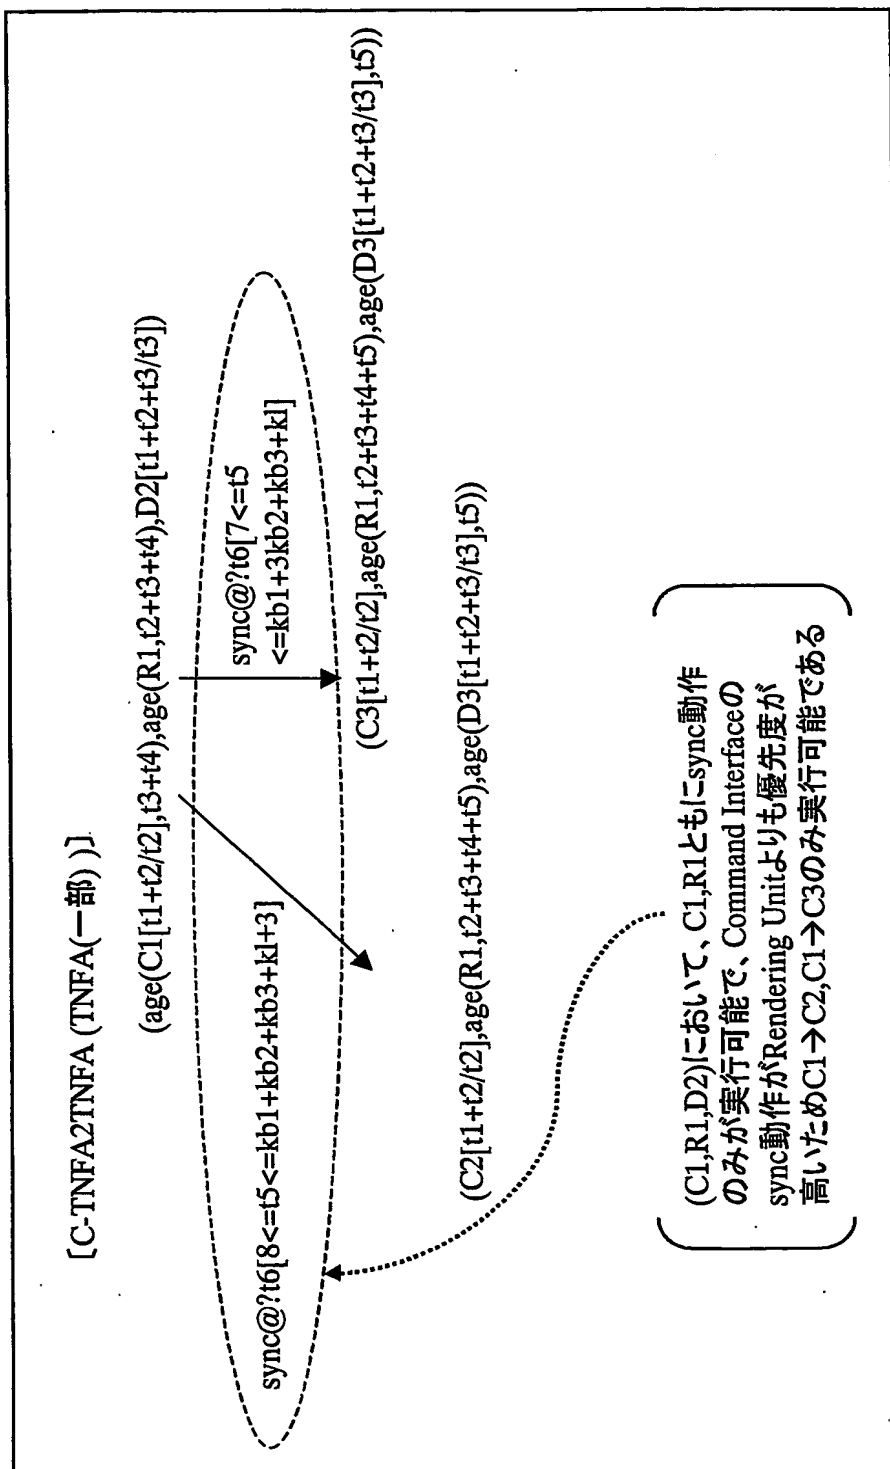 [C-TNFA2TNFA (TNFA(一部) )]
(age(C1[t1+t2/t2],t3+t4),age(R1,t2+t3+t4),D2[t1+t2+t3/t3])
sync@?t6[8<=t5<=kb1+kb2+kb3+kl+3]
sync@?t6[7<=t5
<=kb1+3kb2+kb3+kl]
(C3[t1+t2/t2],age(R1,t2+t3+t4+t5),age(D3[t1+t2+t3/t3],t5))
(C2[t1+t2/t2],age(R1,t2+t3+t4+t5),age(D3[t1+t2+t3/t3],t5))
(C1,R1,D2)において、C1,R1ともにsync動作
のみが実行可能で、Command Interfaceの
sync動作がRendering Unitよりも優先度が
高いためC1→C2,C1→C3のみ実行可能である